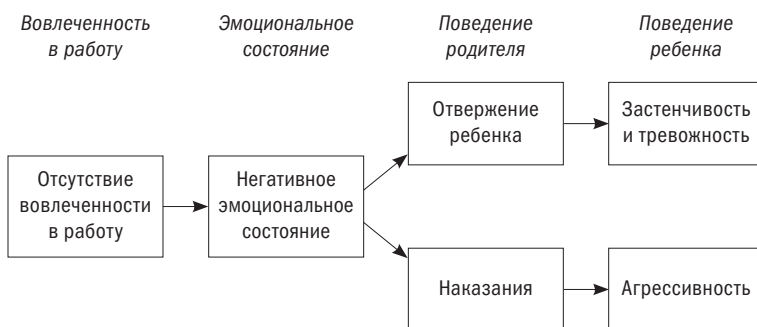 Вовлеченность
в работу
Эмоциональное
состояние
Поведение
родителя
Поведение
ребенка
Отвержение
ребенка
Застенчивость
и тревожность
Отсутствие
вовлеченности
в работу
Негативное
эмоциональное
состояние
Наказания
Агрессивность